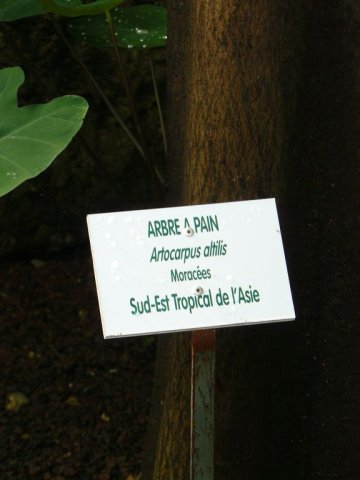 ARBRE A PAIN
Artocarpus altilis
Moracées
Sud-Est Tropical de l'Asie